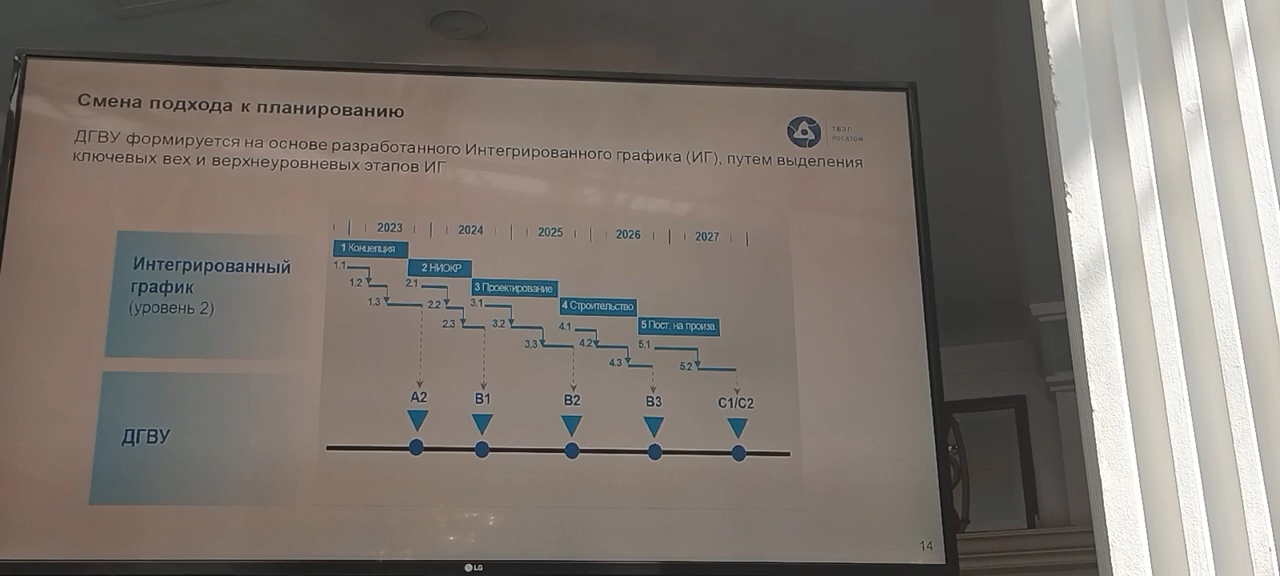 Смена подхода к планированию
ТВЭЛ
РОСАТОМ
ДГВУ формируется на основе разработанного Интегрированного графика (ИГ), путем выделения
ключевых вех и верхнеуровневых этапов ИГ
2023 2024 2025 2026 2027
Интегрированный
график
(уровень 2)
1 Концепция
1.1
1.2
1.3
2 НИОКР
2.1
2.2
2.3
3 Проектирование
3.1
3.2
3.3
4 Строительство
4.1
4.2
4.3
5 Пост. на произв
5.1
5.2
A2 B1 B2 B3 C1/C2
ДГВУ
14
LG